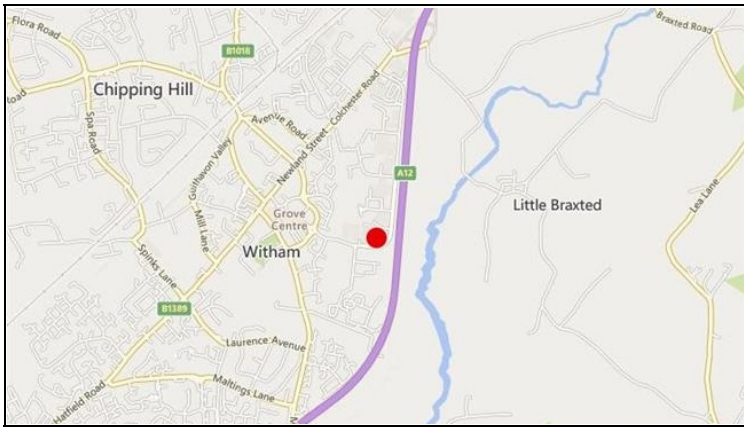 Flora Road
Braxted Road
B1018
Chipping Hill
Road
Spa Road
Avenue Road
Newland Street
Colchester Road
Guithavon Valley
A12
Lea Lane
Mill Lane
Grove
Centre
Little Braxted
Witham
Spinks Lane
B1389
Laurence Avenue
Maltings Lane
Hatfield Road